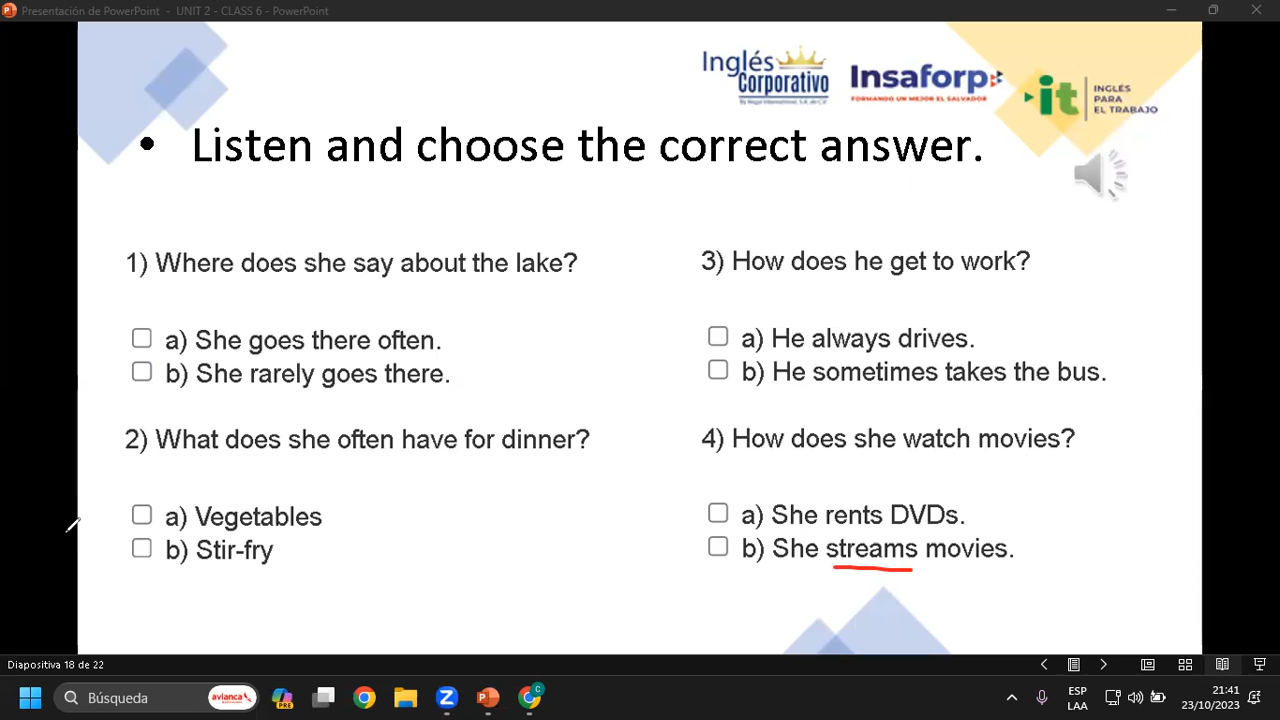 Presentación de PowerPoint - UNIT 2 - CLASS 6 - PowerPoint
Inglés
Corporativo
Insaforp
FORMANDO UN MEJOR EL SALVADOR
it
INGLÉS
PARA
EL TRABAJO
• Listen and choose the correct answer.
1) Where does she say about the lake?
a) She goes there often.
b) She rarely goes there.
2) What does she often have for dinner?
a) Vegetables
b) Stir-fry
3) How does he get to work?
a) He always drives.
b) He sometimes takes the bus.
4) How does she watch movies?
a) She rents DVDs.
b) She streams movies.
Diapositiva 18 de 22
Búsqueda
avianca
PRE
C
ESP
LAA
21:41
23/10/2023